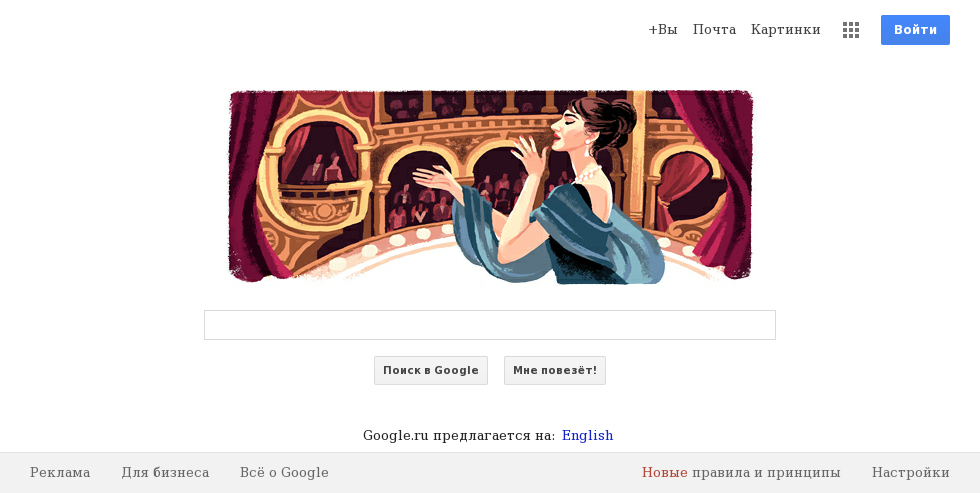 +Вы Почта Картинки Войти
Поиск в Google Мне повезёт!
Google.ru предлагается на: English
Реклама Для бизнеса Всё о Google Новые правила и принципы Настройки